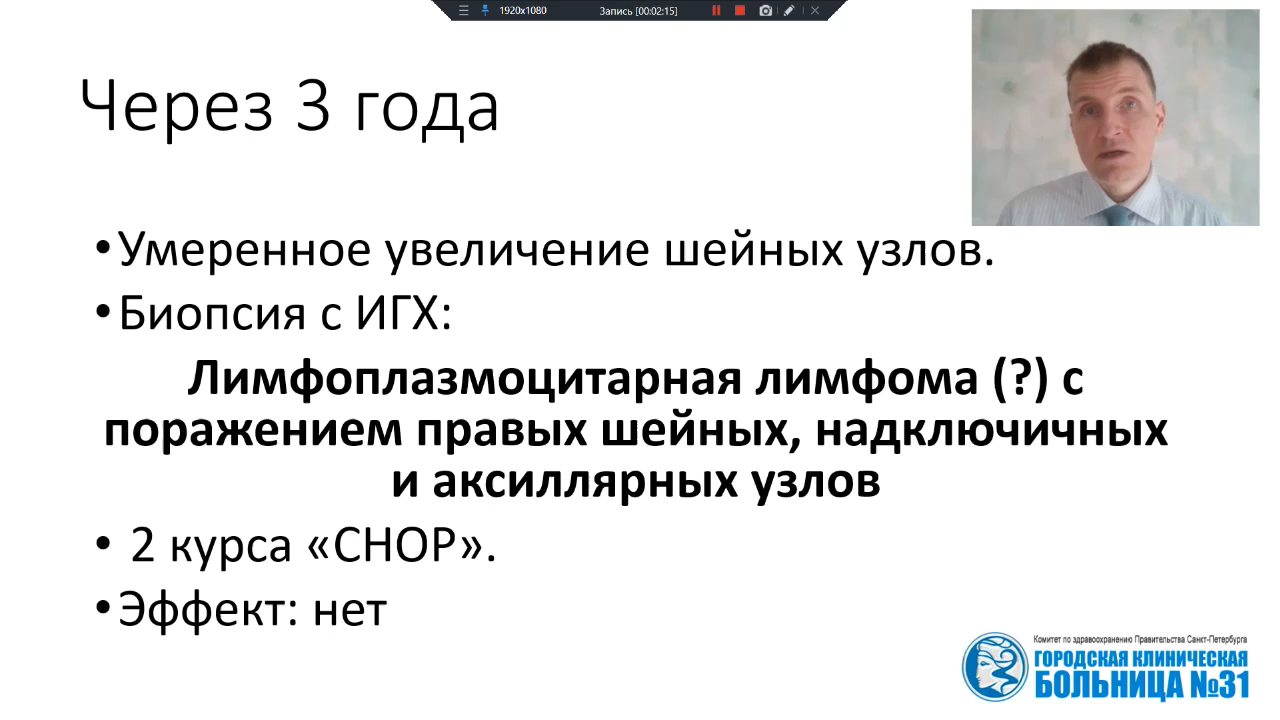 1920x1080
Запись [00:02:15]
Через 3 года
•Умеренное увеличение шейных узлов.
•Биопсия с ИГХ:
Лимфоплазмоцитарная лимфома (?) с
поражением правых шейных, надключичных
и аксиллярных узлов
• 2 курса «CHOP».
•Эффект: нет
Комитет по здравоохранению Правительства Санкт-Петербурга
ГОРОДСКАЯ КЛИНИЧЕСКАЯ
БОЛЬНИЦА №31